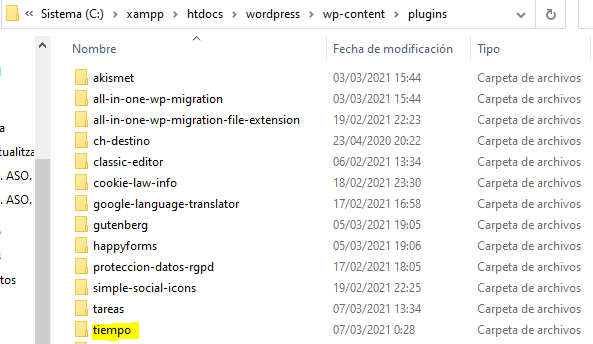 Sistema (C:) > xampp > htdocs > wordpress > wp-content > plugins
Nombre Fecha de modificación Tipo
akismet 03/03/2021 15:44 Carpeta de archivos
all-in-one-wp-migration 03/03/2021 15:44 Carpeta de archivos
all-in-one-wp-migration-file-extension 19/02/2021 22:23 Carpeta de archivos
ch-destino 23/04/2020 20:22 Carpeta de archivos
classic-editor 06/02/2021 13:34 Carpeta de archivos
cookie-law-info 18/02/2021 23:30 Carpeta de archivos
google-language-translator 17/02/2021 16:58 Carpeta de archivos
gutenberg 05/03/2021 19:05 Carpeta de archivos
happyforms 05/03/2021 19:06 Carpeta de archivos
proteccion-datos-rgpd 17/02/2021 18:05 Carpeta de archivos
simple-social-icons 19/02/2021 22:25 Carpeta de archivos
tareas 07/03/2021 13:34 Carpeta de archivos
tiempo 07/03/2021 0:28 Carpeta de archivos
a
tualitza
. ASO.
. ASO.
tos